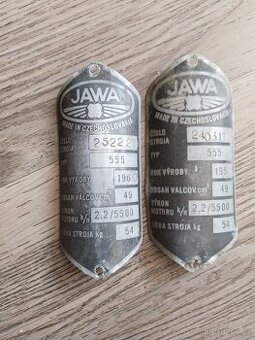 JAWA
MADE IN CZECHOSLOVAKIA
ČÍSLO
STROJA
TYP 555
ROK VÝROBY 196
OBSAH VALCOV cm³ 49
VÝKON
MOTORU k/n 2,2/5500
VÁHA STROJA kg 54
JAWA
MADE IN CZECHOSLOVAKIA
ČÍSLO
STROJA
TYP 555
ROK VÝROBY 196
OBSAH VALCOV cm³ 49
VÝKON
MOTORU k/n 2,2/5500
VÁHA STROJA kg 54